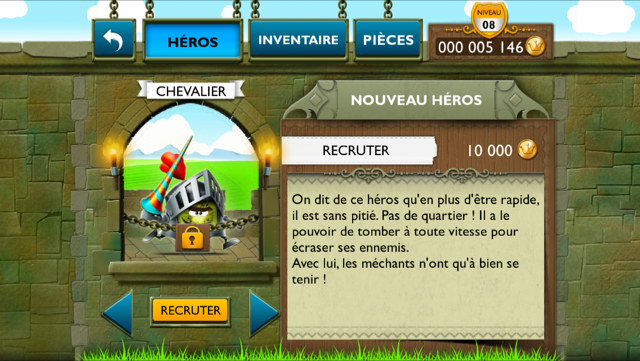 NIVEAU
08
HÉROS
INVENTAIRE
PIÈCES
000 005 146
CHEVALIER
NOUVEAU HÉROS
RECRUTER
10 000
On dit de ce héros qu'en plus d'être rapide,
il est sans pitié. Pas de quartier ! Il a le
pouvoir de tomber à toute vitesse pour
écraser ses ennemis.
Avec lui, les méchants n'ont qu'à bien se
tenir !
RECRUTER